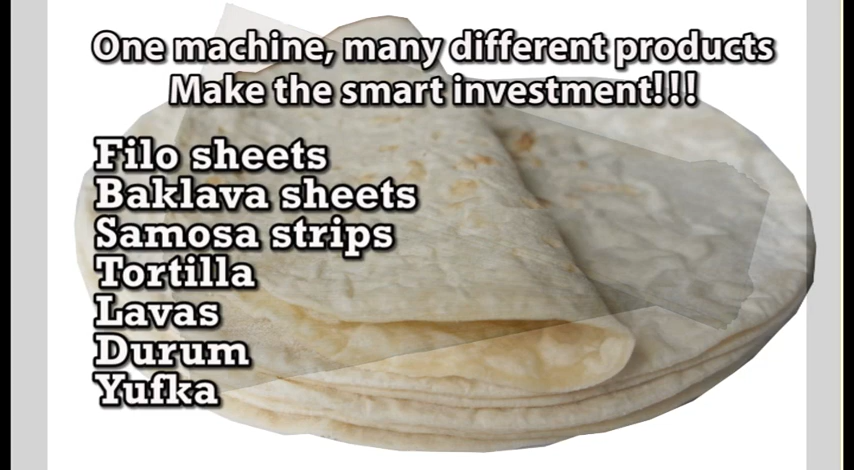 One machine, many different products
Make the smart investment!!!
Filo sheets
Baklava sheets
Samosa strips
Tortilla
Lavas
Durum
Yufka